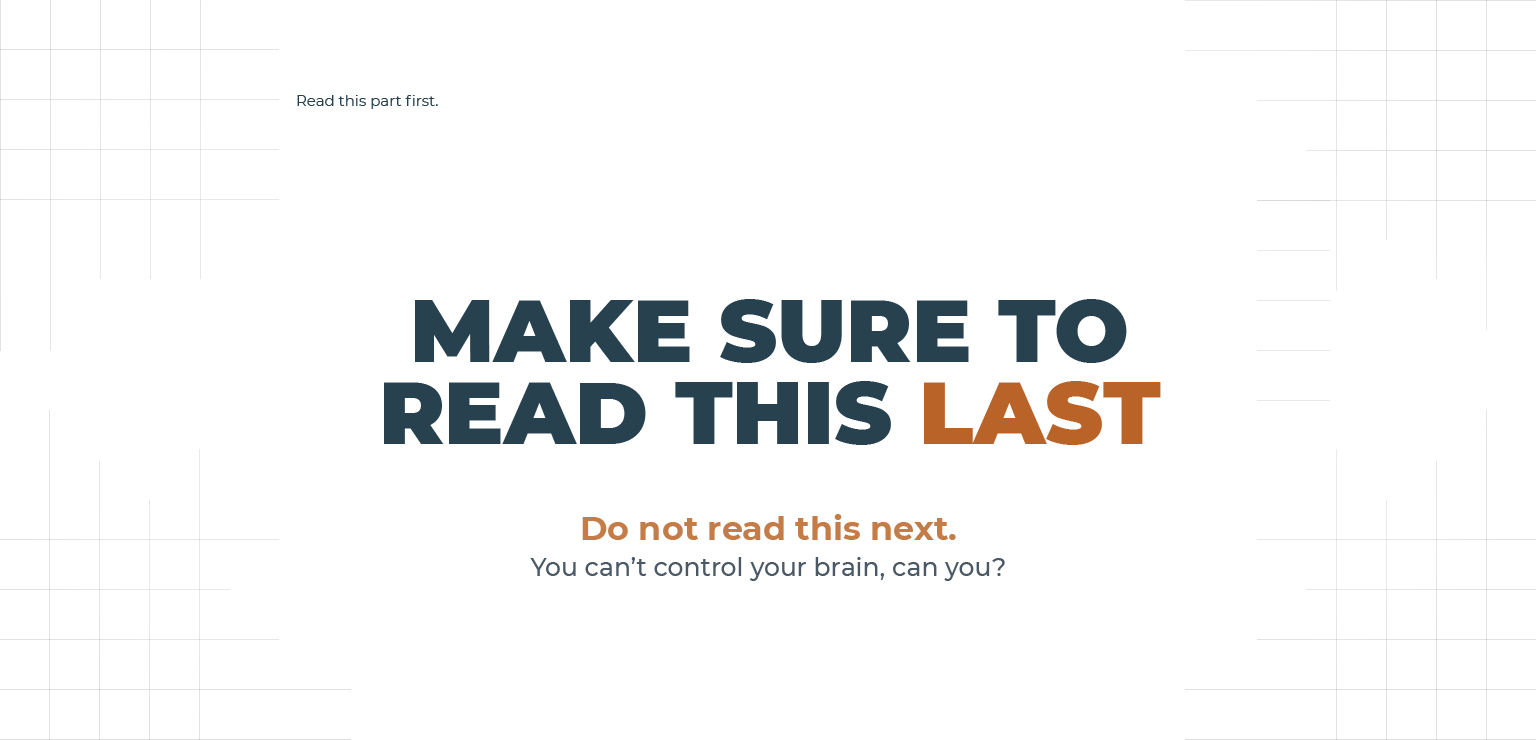 Read this part first.
MAKE SURE TO
READ THIS LAST
Do not read this next.
You can’t control your brain, can you?